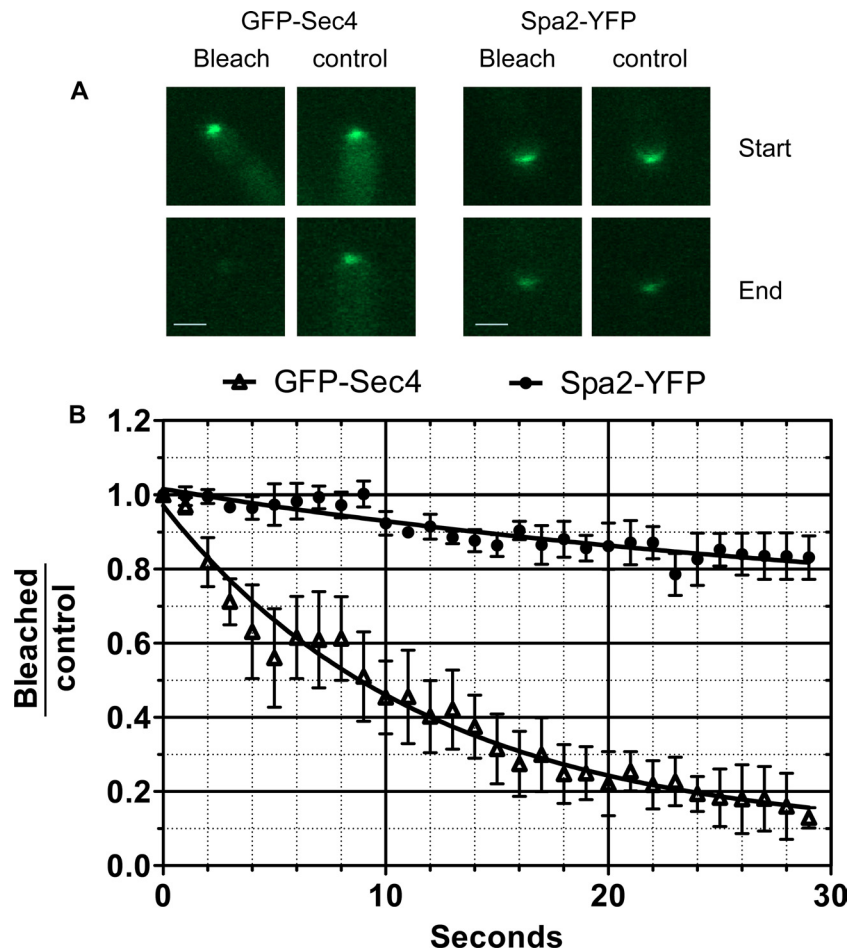 GFP-Sec4 Spa2-YFP
Bleach control Bleach control
A
Start
End
GFP-Sec4 Spa2-YFP
B
1.2
1.0
0.8
0.6
0.4
0.2
0.0
Bleached
control
0 10 20 30
Seconds